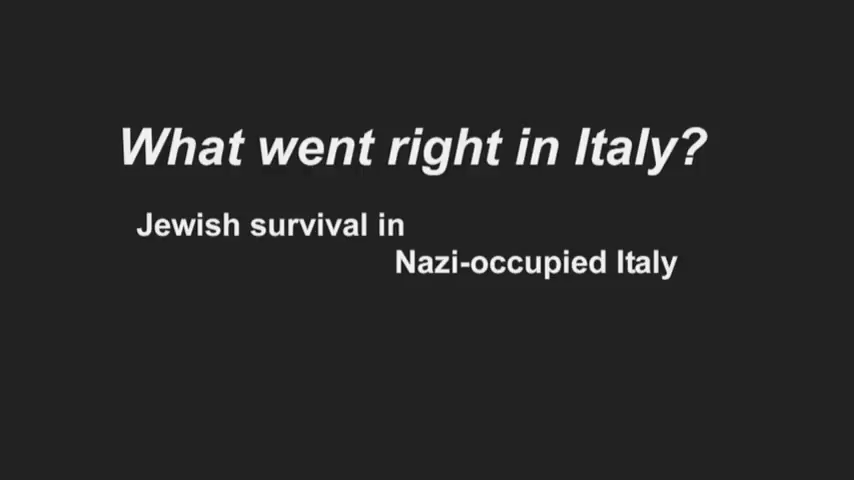 What went right in Italy?
Jewish survival in
Nazi-occupied Italy